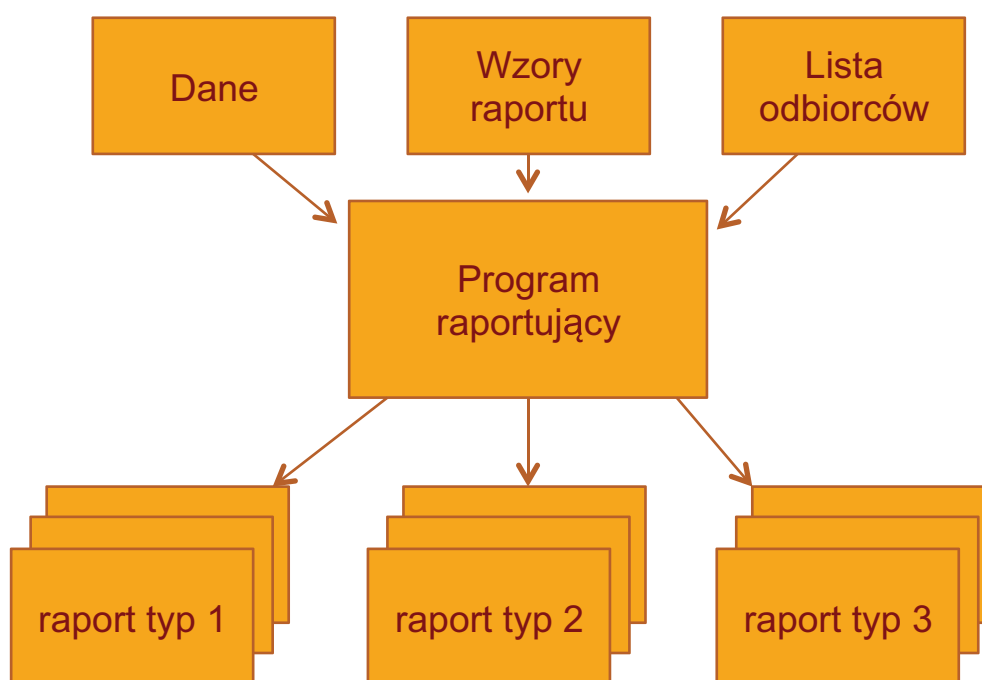 Dane
Wzory
raportu
Lista
odbiorców
Program
raportujący
raport typ 1
raport typ 2
raport typ 3